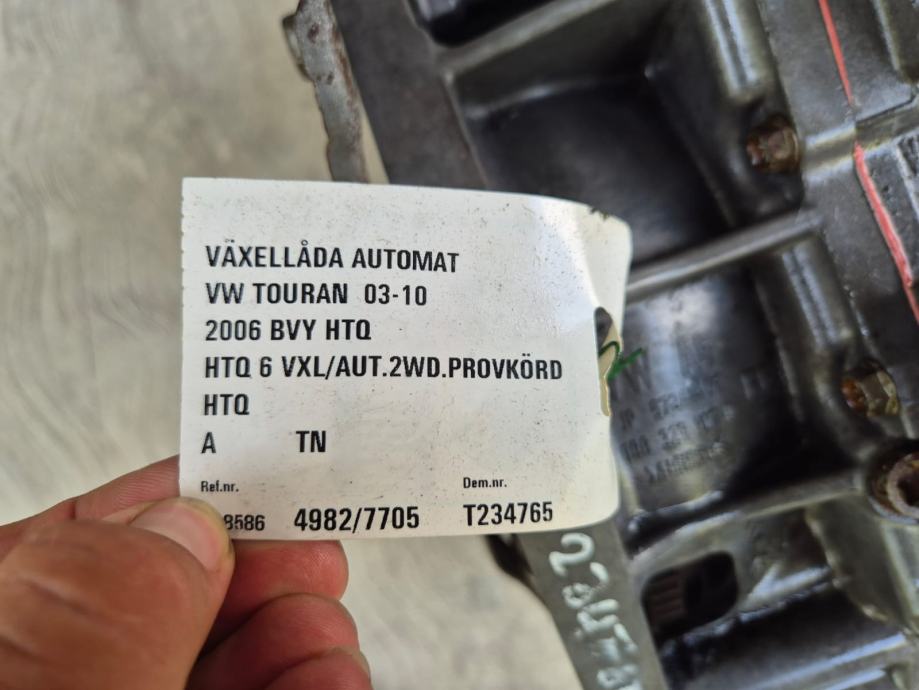 VÄXELLÅDA AUTOMAT
VW TOURAN 03-10
2006 BVY HTQ
HTQ 6 VXL/AUT.2WD.PROVKÖRD
HTQ
A TN
Ref.nr. Dem.nr.
8586 4982/7705 T234765